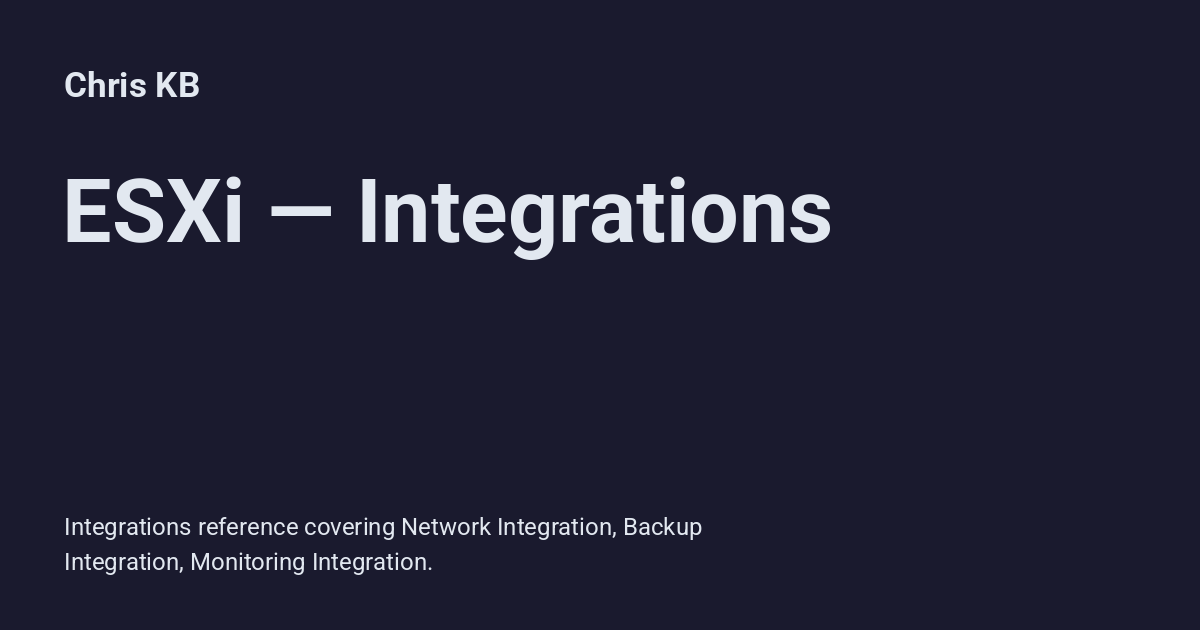 Chris KB
ESXi — Integrations
Integrations reference covering Network Integration, Backup
Integration, Monitoring Integration.